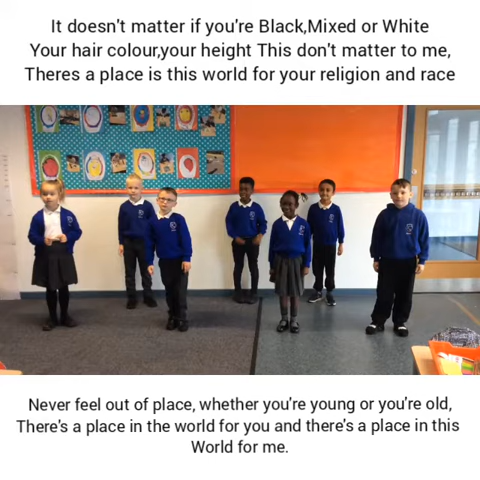 It doesn't matter if you're Black,Mixed or White
Your hair colour,your height This don't matter to me,
Theres a place is this world for your religion and race
Never feel out of place, whether you're young or you're old,
There's a place in the world for you and there's a place in this
World for me.